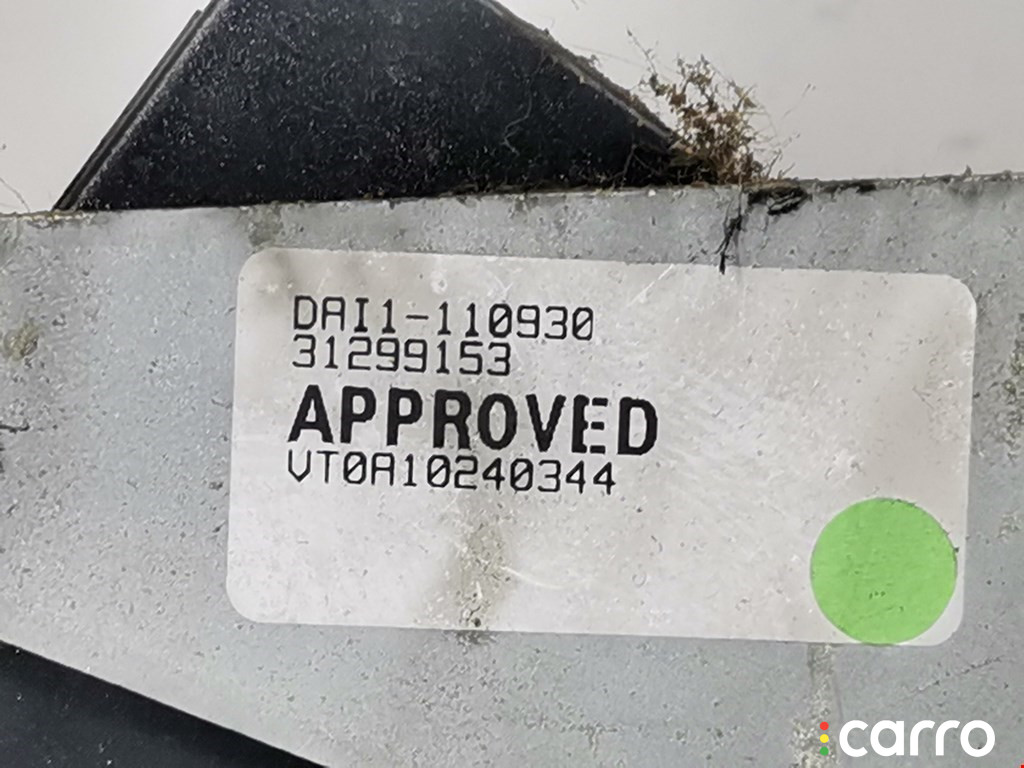 DAI1-110930
31299153
APPROVED
VT0A10240344
carro